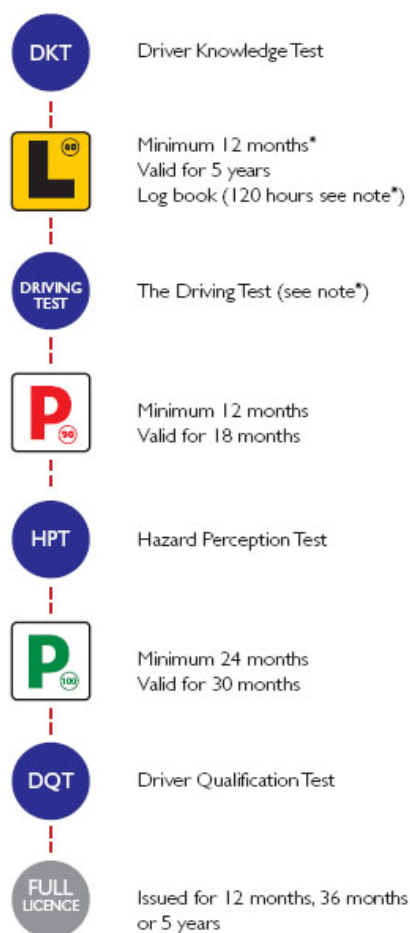 DKT
Driver Knowledge Test
L
60
Minimum 12 months*
Valid for 5 years
Log book (120 hours see note*)
DRIVING
TEST
The Driving Test (see note*)
P
90
Minimum 12 months
Valid for 18 months
HPT
Hazard Perception Test
P
100
Minimum 24 months
Valid for 30 months
DQT
Driver Qualification Test
FULL
LICENCE
Issued for 12 months, 36 months
or 5 years